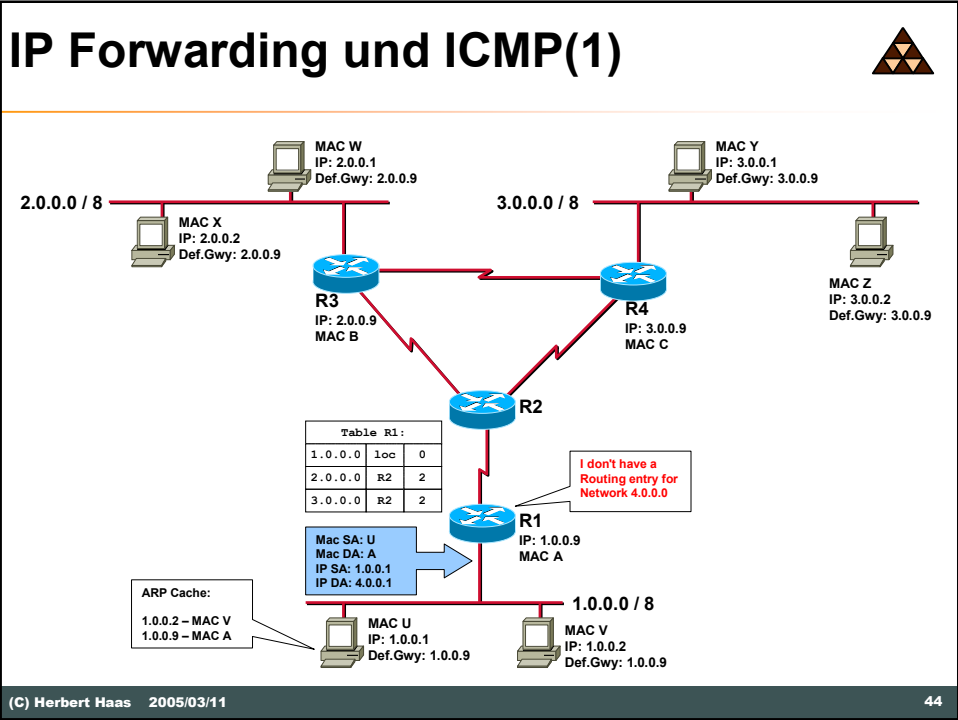 IP Forwarding und ICMP(1)
MAC W
IP: 2.0.0.1
Def.Gwy: 2.0.0.9
MAC Y
IP: 3.0.0.1
Def.Gwy: 3.0.0.9
2.0.0.0 / 8
3.0.0.0 / 8
MAC X
IP: 2.0.0.2
Def.Gwy: 2.0.0.9
MAC Z
IP: 3.0.0.2
Def.Gwy: 3.0.0.9
R3
IP: 2.0.0.9
MAC B
R4
IP: 3.0.0.9
MAC C
R2
Table R1:
1.0.0.0 loc 0
2.0.0.0 R2 2
3.0.0.0 R2 2
I don't have a
Routing entry for
Network 4.0.0.0
R1
IP: 1.0.0.9
MAC A
Mac SA: U
Mac DA: A
IP SA: 1.0.0.1
IP DA: 4.0.0.1
ARP Cache:
1.0.0.2 – MAC V
1.0.0.9 – MAC A
1.0.0.0 / 8
MAC U
IP: 1.0.0.1
Def.Gwy: 1.0.0.9
MAC V
IP: 1.0.0.2
Def.Gwy: 1.0.0.9
(C) Herbert Haas 2005/03/11
44